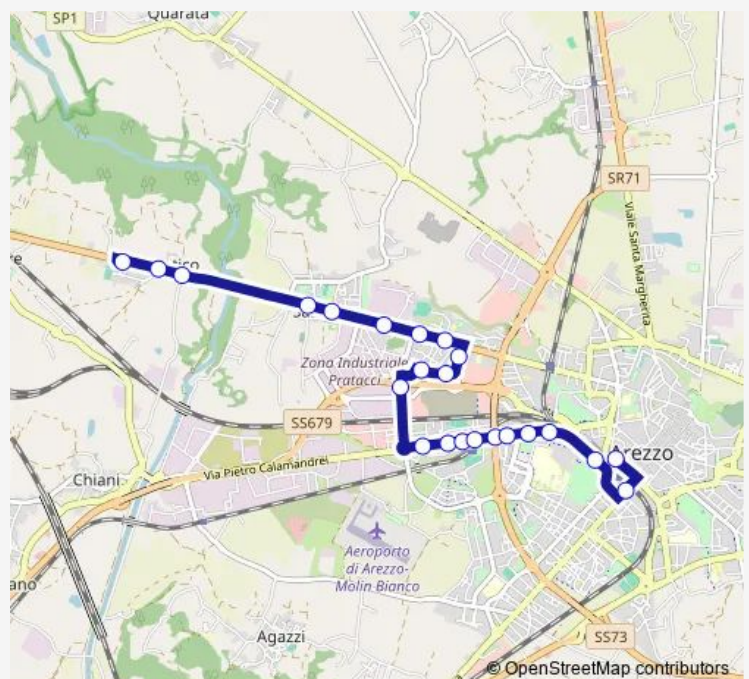 SP1
Quarata
SR71
Viale Santa Margherita
Zona Industriale
Pratacci
SS679
Arezzo
Chiani
Via Pietro Calamandrei
Aeroporto
di Arezzo-
Molin Bianco
Agazzi
SS73
© OpenStreetMap contributors